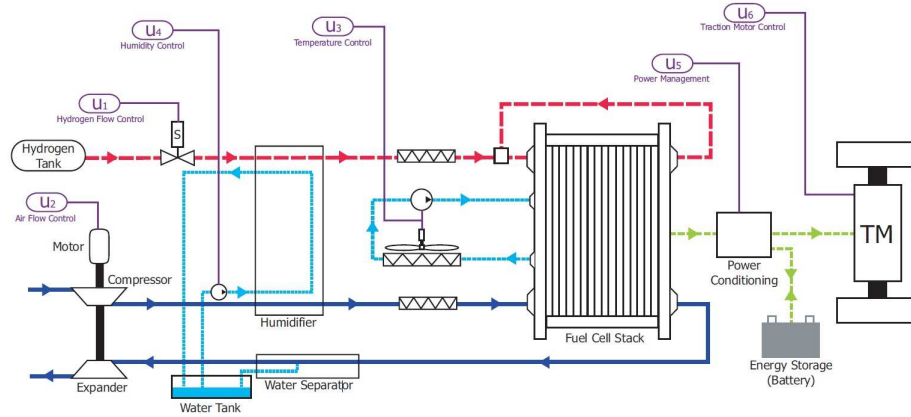 u6
Traction Motor Control
u4
Humidity Control
u3
Temperature Control
u5
Power Management
u1
Hydrogen Flow Control
S
Hydrogen
Tank
u2
Air Flow Control
Motor
Compressor
TM
Power
Conditioning
Humidifier
Fuel Cell Stack
Expander
Water Separator
Energy Storage
(Battery)
Water Tank